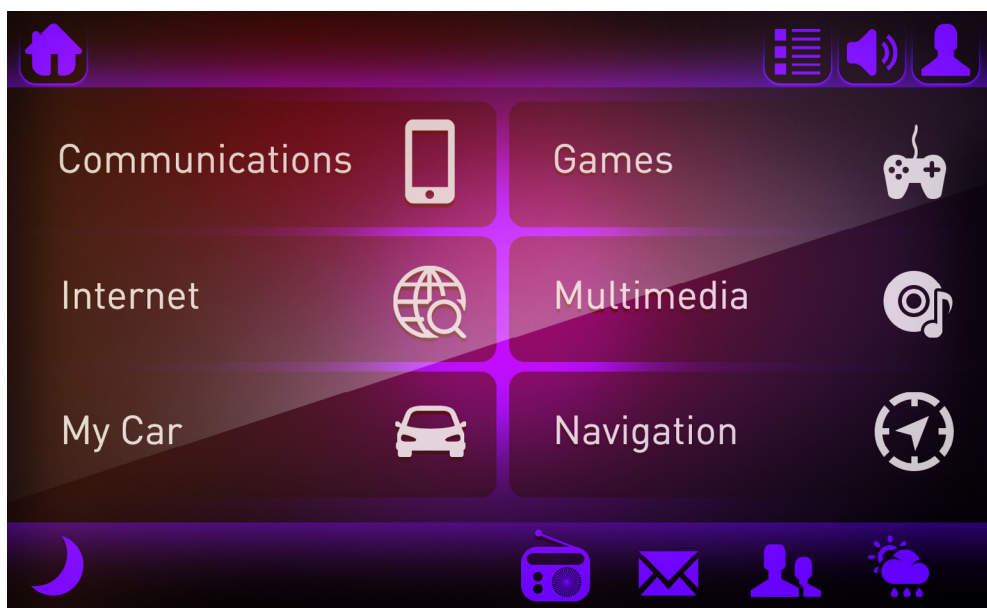 Communications
Games
Internet
Multimedia
My Car
Navigation